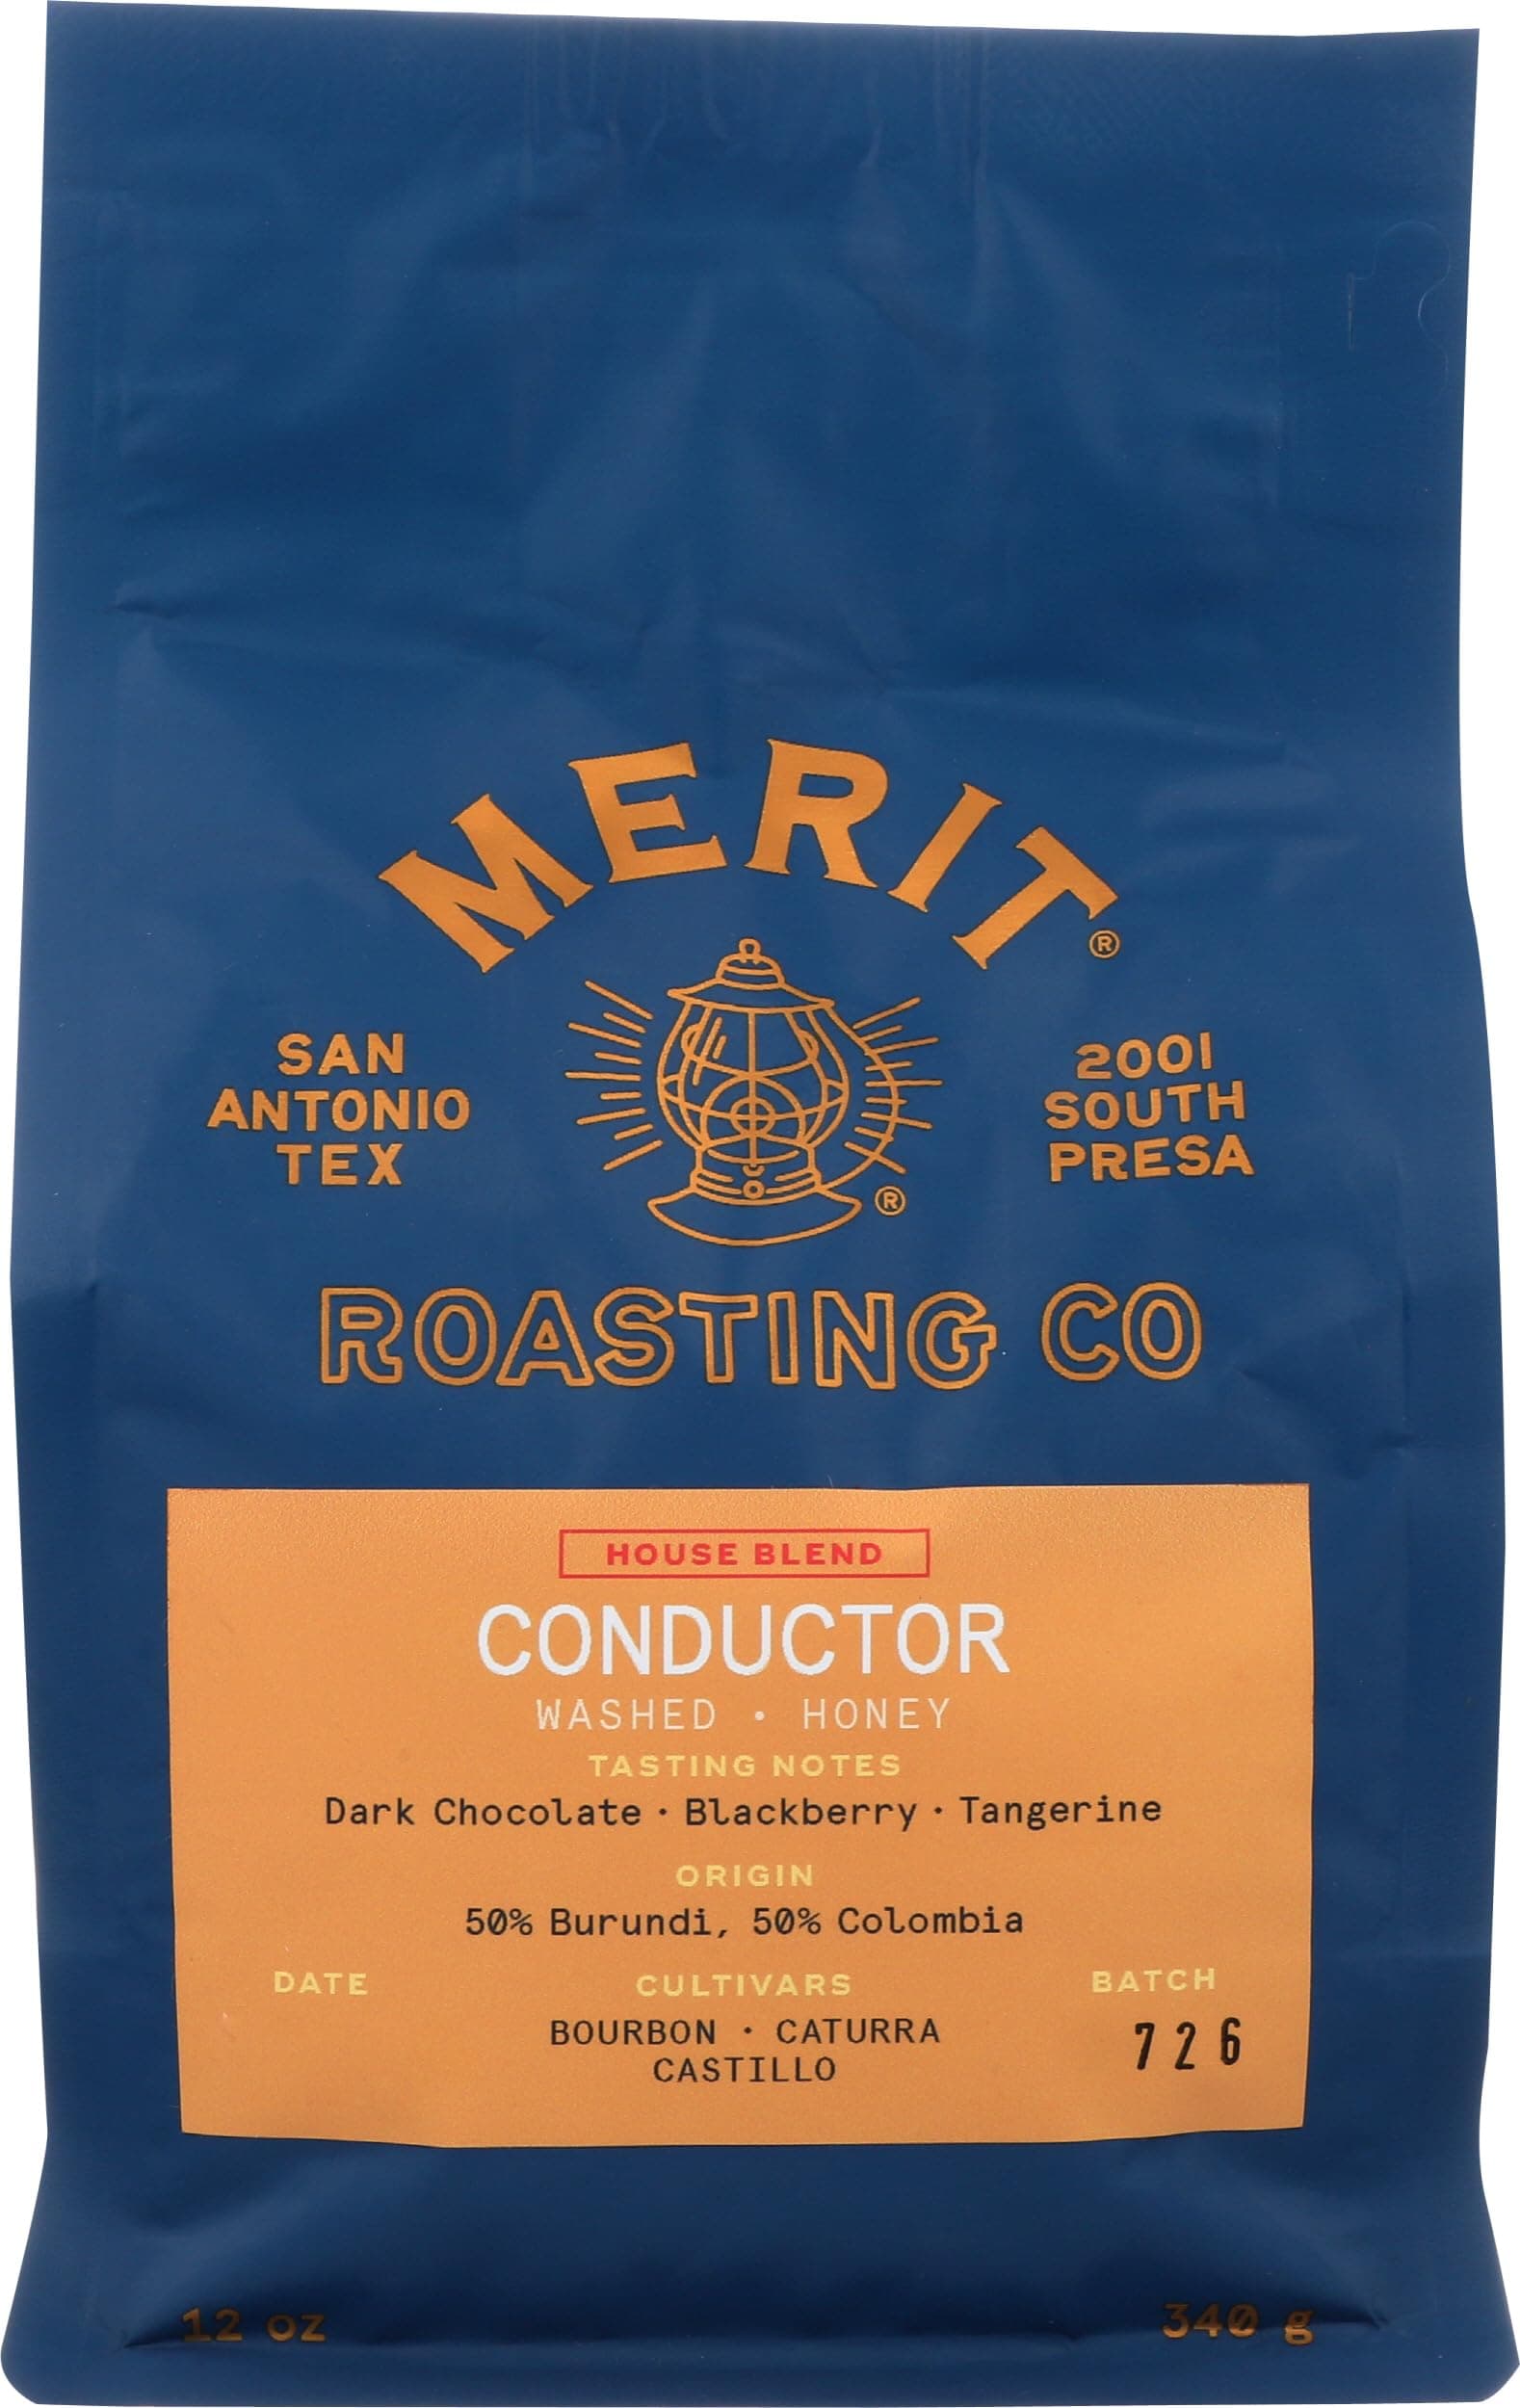 MERIT®
SAN
ANTONIO
TEX
2001
SOUTH
PRESA
®
ROASTING CO
HOUSE BLEND
CONDUCTOR
WASHED • HONEY
TASTING NOTES
Dark Chocolate • Blackberry • Tangerine
ORIGIN
50% Burundi, 50% Colombia
DATE
CULTIVARS
BOURBON • CATURRA
CASTILLO
BATCH
726
12 oz
340 g